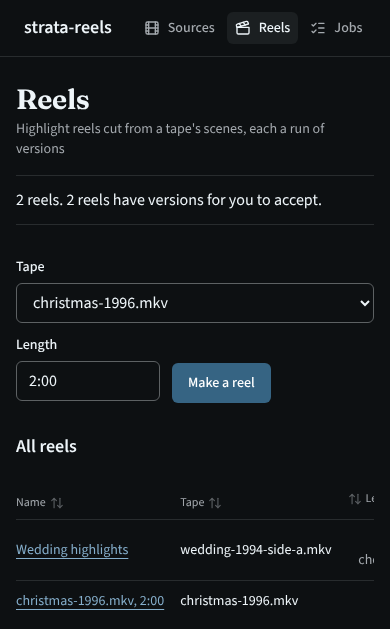 strata-reels Sources Reels Jobs
Reels
Highlight reels cut from a tape's scenes, each a run of
versions
2 reels. 2 reels have versions for you to accept.
Tape
christmas-1996.mkv
Length
2:00 Make a reel
All reels
Name Tape
Wedding highlights wedding-1994-side-a.mkv
christmas-1996.mkv, 2:00 christmas-1996.mkv